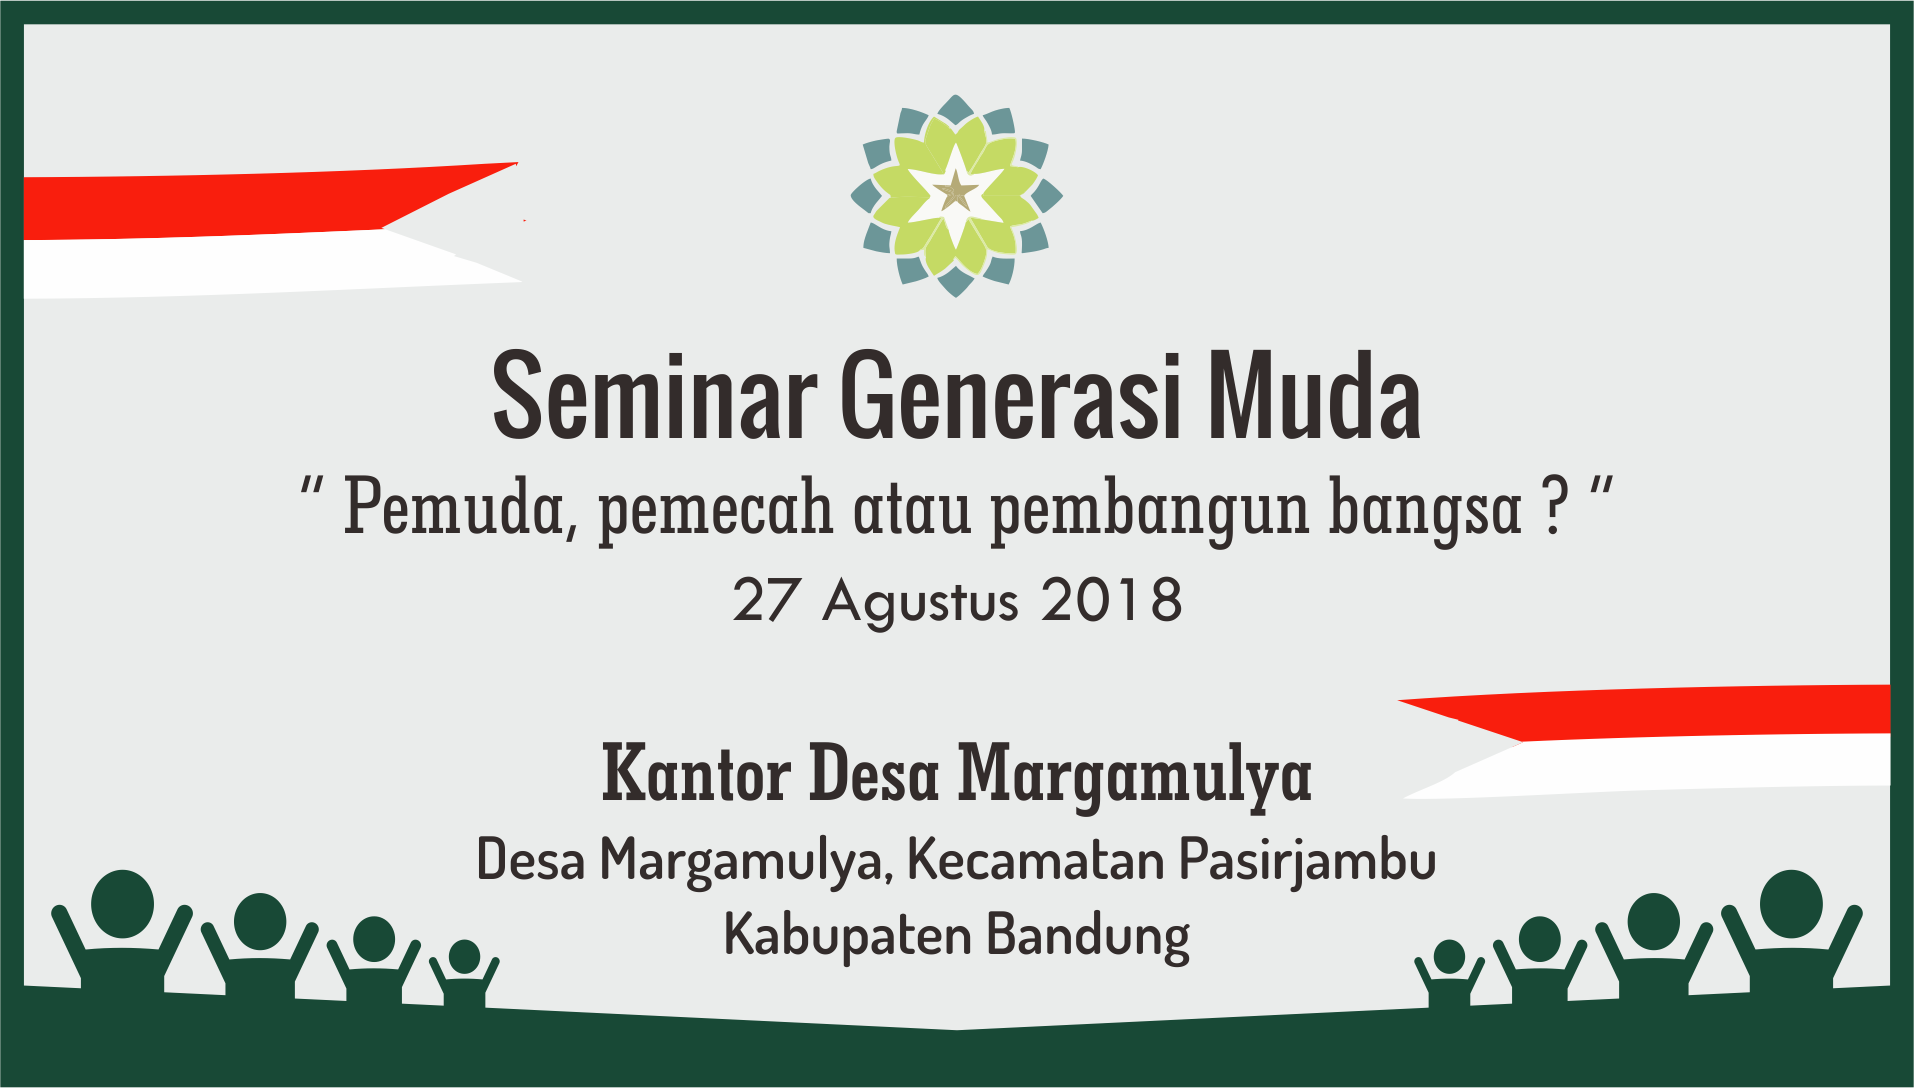 Seminar Generasi Muda
“ Pemuda, pemecah atau pembangun bangsa ? “
27 Agustus 2018
Kantor Desa Margamulya
Desa Margamulya, Kecamatan Pasirjambu
Kabupaten Bandung